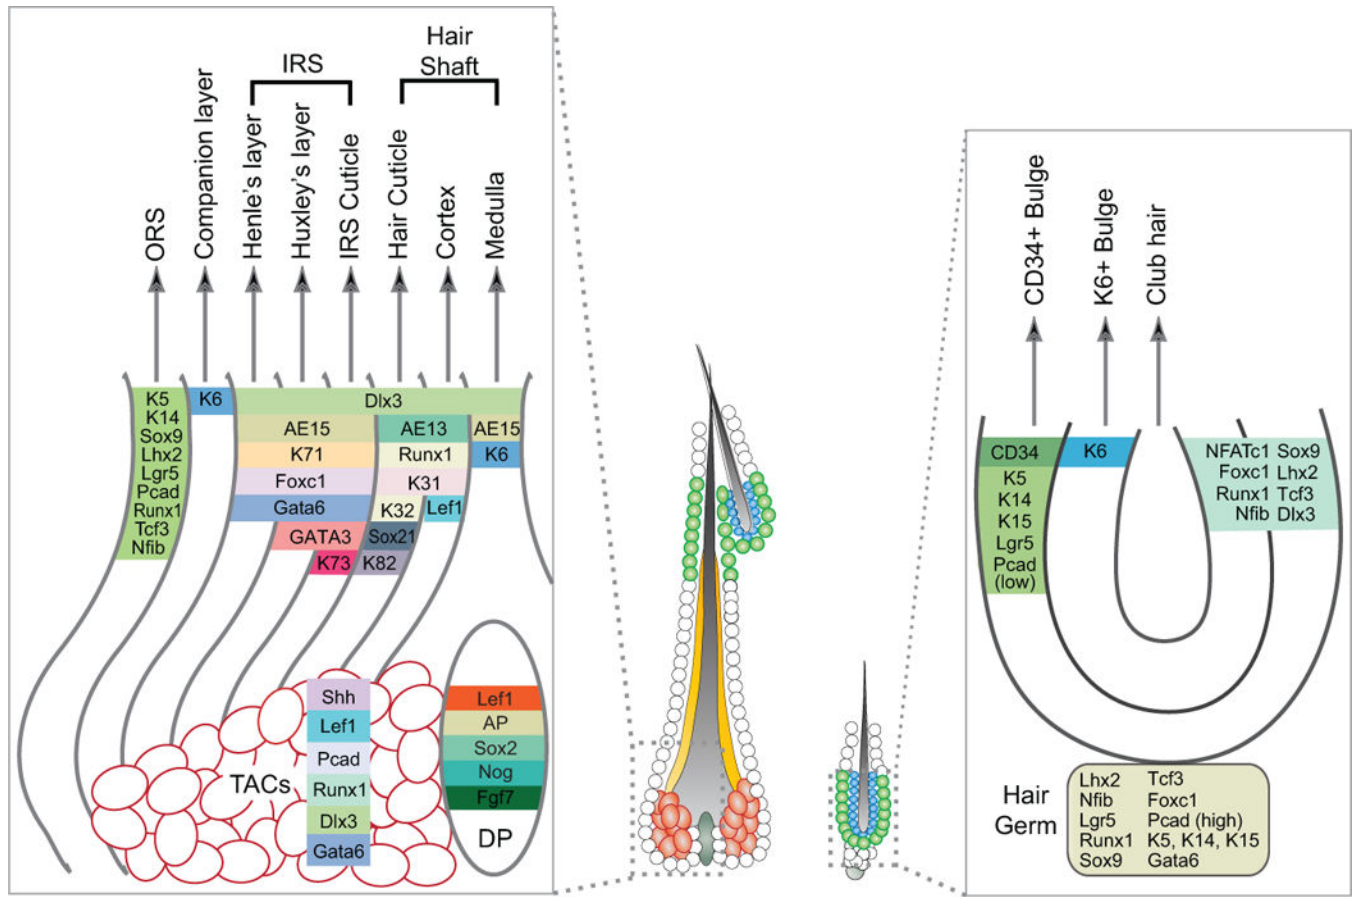 IRS
Hair
Shaft
ORS
Companion layer
Henle's layer
Huxley's layer
IRS Cuticle
Hair Cuticle
Cortex
Medulla
K5
K14
Sox9
Lhx2
Lgr5
Pcad
Runx1
Tcf3
Nfib
K6
Dlx3
AE15
AE13
AE15
K71
Runx1
K6
Foxc1
K31
Gata6
K32
Lef1
GATA3
Sox21
K73
K82
TACs
Shh
Lef1
Pcad
Runx1
Dlx3
Gata6
Lef1
AP
Sox2
Nog
Fgf7
DP
CD34+ Bulge
K6+ Bulge
Club hair
CD34
K5
K14
K15
Lgr5
Pcad
(low)
K6
NFATc1 Sox9
Foxc1 Lhx2
Runx1 Tcf3
Nfib Dlx3
Hair
Germ
Lhx2 Tcf3
Nfib Foxc1
Lgr5 Pcad (high)
Runx1 K5, K14, K15
Sox9 Gata6